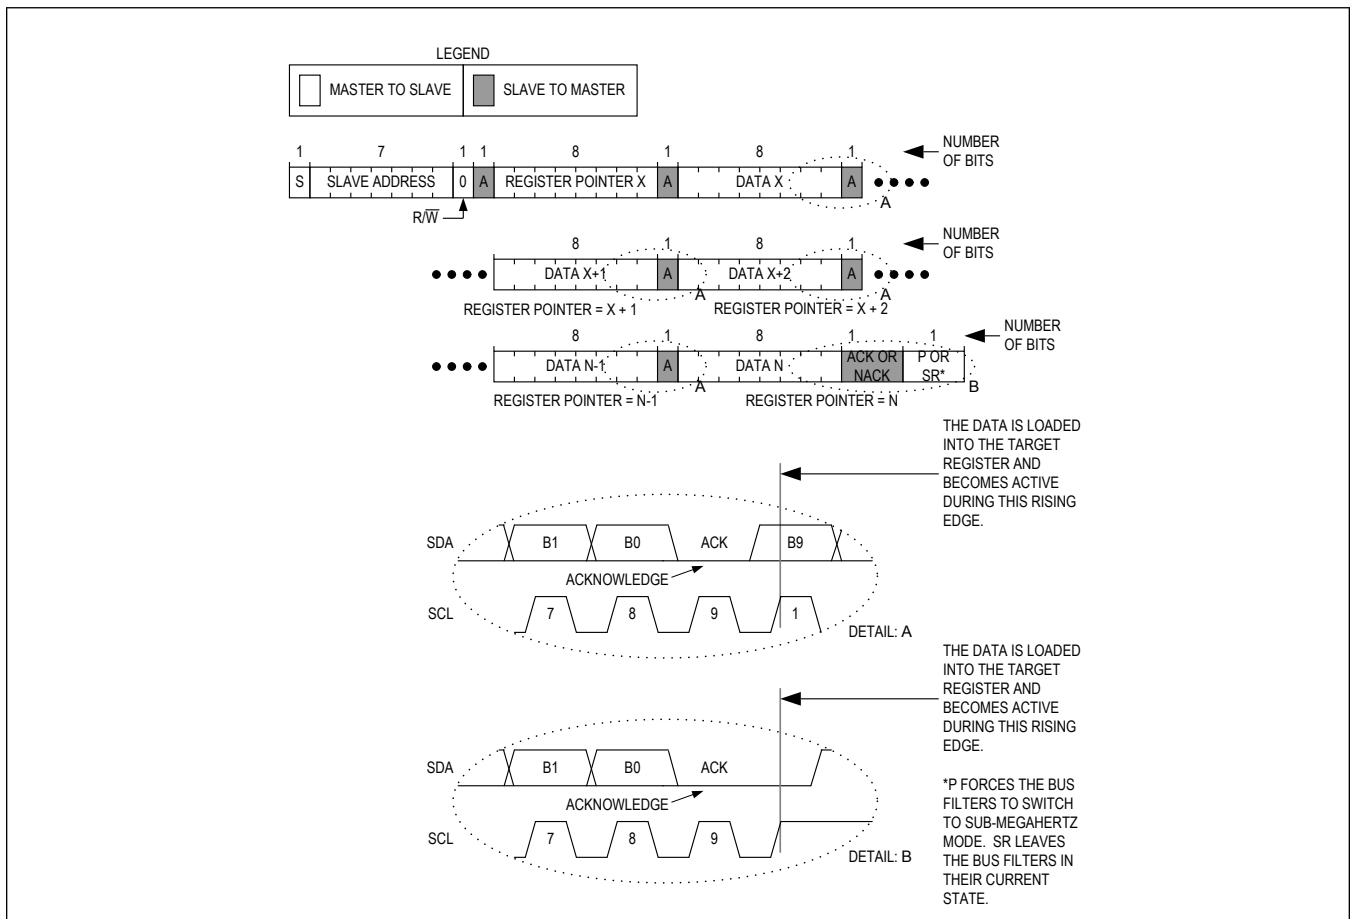 LEGEND
MASTER TO SLAVE SLAVE TO MASTER
1 7 1 1 8 1 8 1 NUMBER
OF BITS
S SLAVE ADDRESS 0 A REGISTER POINTER X A DATA X A
A
R/W̅
8 1 8 1 NUMBER
OF BITS
DATA X+1 A DATA X+2 A
A A
REGISTER POINTER = X + 1 REGISTER POINTER = X + 2
8 1 8 1 1 NUMBER
OF BITS
DATA N-1 A DATA N ACK OR
NACK P OR
SR*
A B
REGISTER POINTER = N-1 REGISTER POINTER = N
THE DATA IS LOADED
INTO THE TARGET
REGISTER AND
BECOMES ACTIVE
DURING THIS RISING
EDGE.
SDA B1 B0 ACK B9
ACKNOWLEDGE
SCL 7 8 9 1
DETAIL: A
THE DATA IS LOADED
INTO THE TARGET
REGISTER AND
BECOMES ACTIVE
DURING THIS RISING
EDGE.
SDA B1 B0 ACK
ACKNOWLEDGE
SCL 7 8 9
DETAIL: B
*P FORCES THE BUS
FILTERS TO SWITCH
TO SUB-MEGAHERTZ
MODE. SR LEAVES
THE BUS FILTERS IN
THEIR CURRENT
STATE.